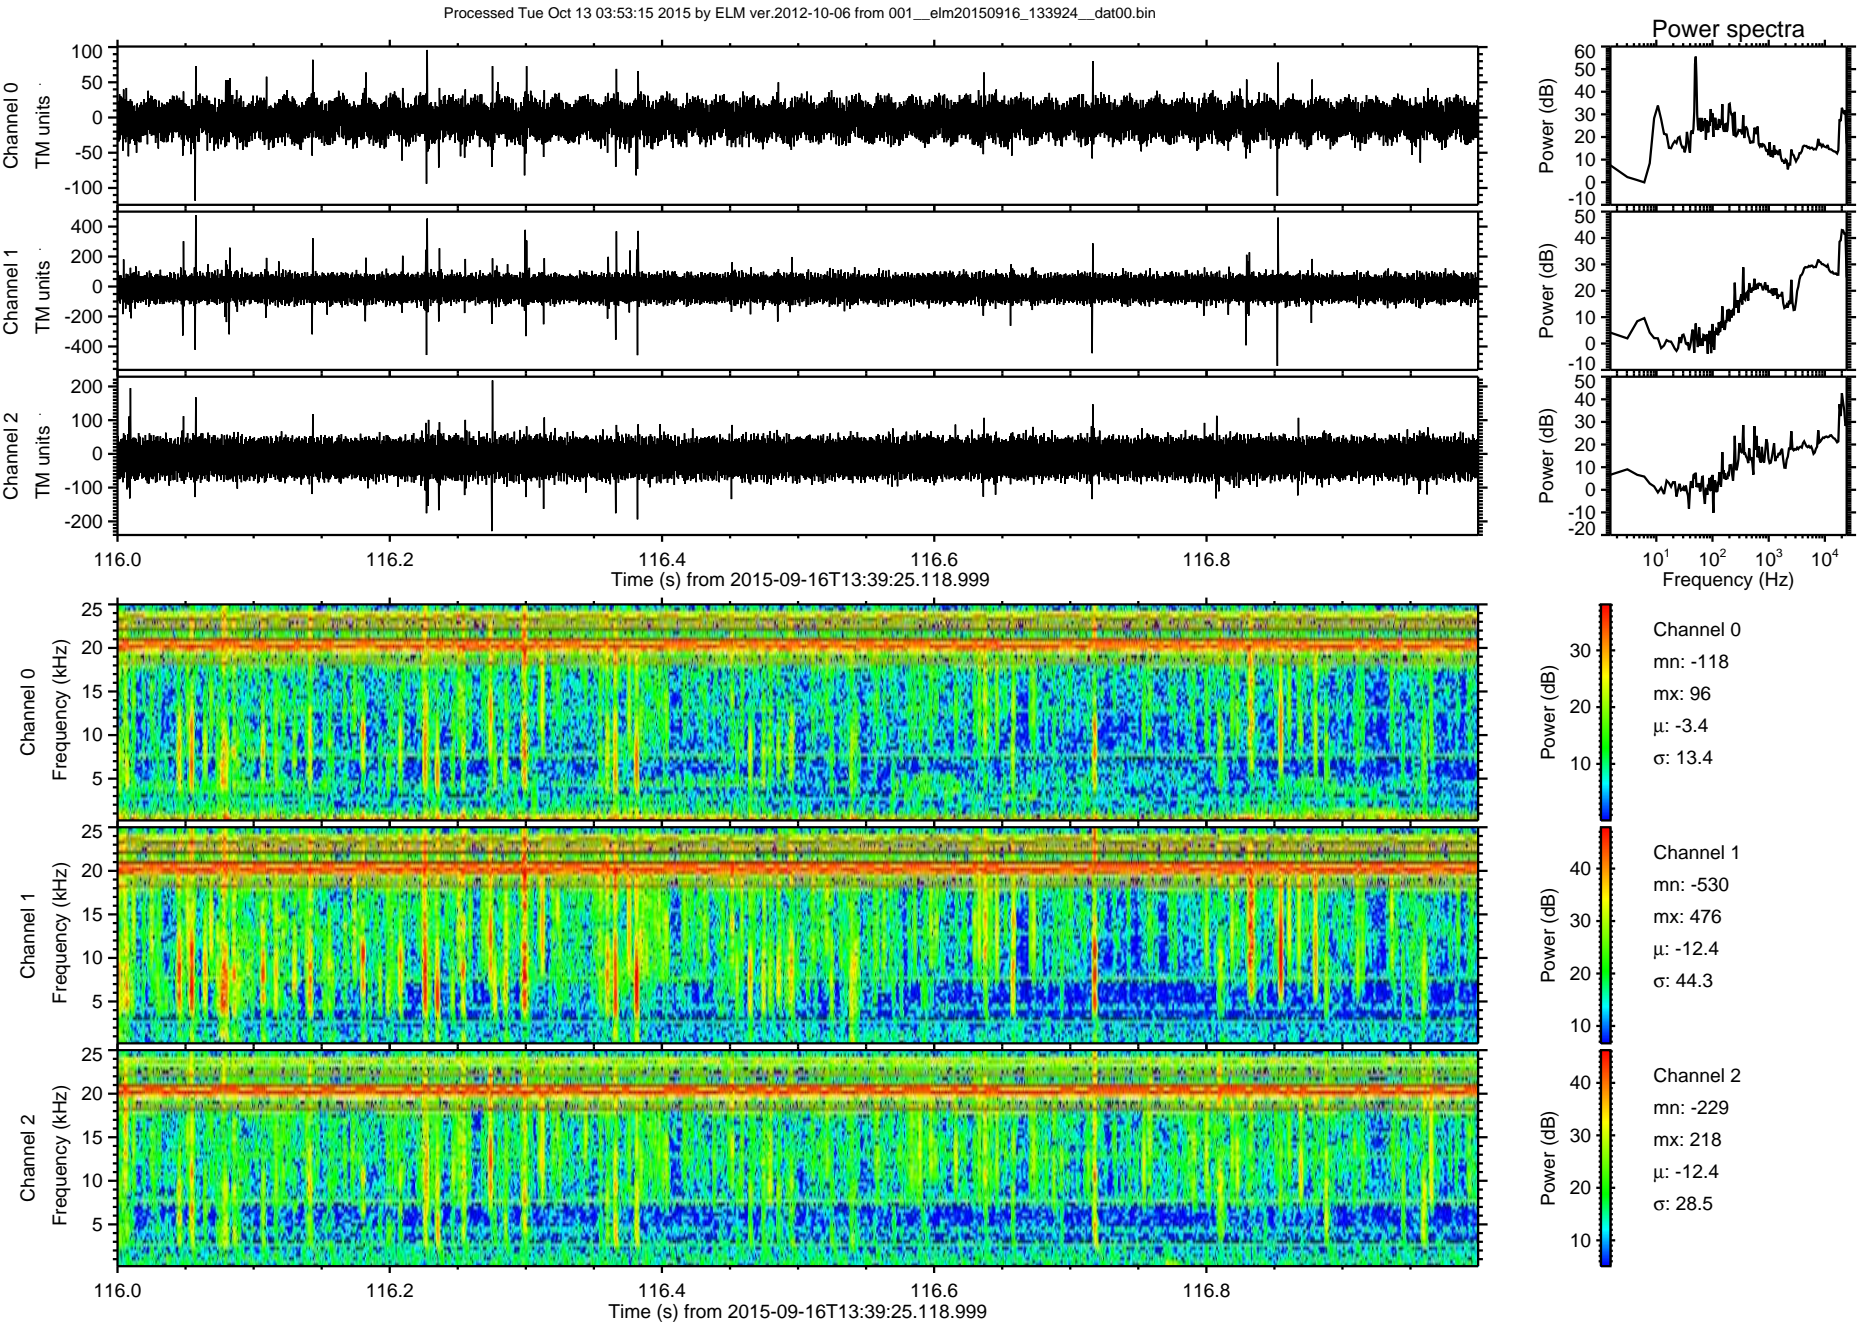 Processed Tue Oct 13 03:53:15 2015 by ELM ver.2012-10-06 from 001__elm20150916_133924__dat00.bin
Power spectra
Channel 0
TM units
100
50
0
-50
-100
Power (dB)
60
50
40
30
20
10
0
-10
Channel 1
TM units
400
200
0
-200
-400
Power (dB)
50
40
30
20
10
0
-10
Channel 2
TM units
200
100
0
-100
-200
Power (dB)
50
40
30
20
10
0
-10
-20
116.0 116.2 116.4 116.6 116.8
Time (s) from 2015-09-16T13:39:25.118.999
10^1 10^2 10^3 10^4
Frequency (Hz)
Channel 0
Frequency (kHz)
25
20
15
10
5
Power (dB)
30
20
10
Channel 0
mn: -118
mx: 96
μ: -3.4
σ: 13.4
Channel 1
Frequency (kHz)
25
20
15
10
5
Power (dB)
40
30
20
10
Channel 1
mn: -530
mx: 476
μ: -12.4
σ: 44.3
Channel 2
Frequency (kHz)
25
20
15
10
5
Power (dB)
40
30
20
10
Channel 2
mn: -229
mx: 218
μ: -12.4
σ: 28.5
116.0 116.2 116.4 116.6 116.8
Time (s) from 2015-09-16T13:39:25.118.999